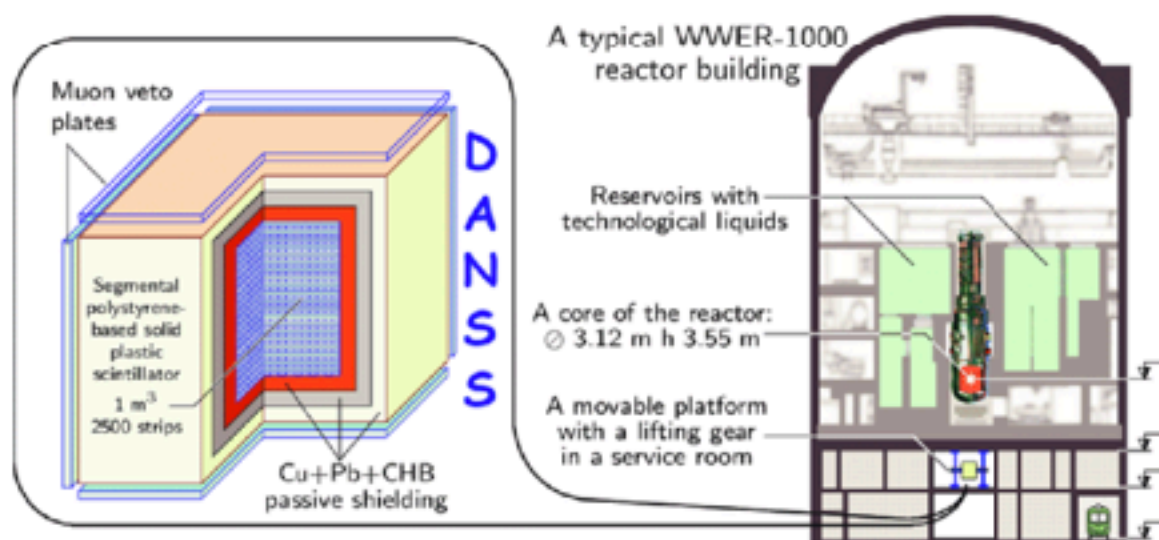 A typical WWER-1000
reactor building
Muon veto
plates
DANSS
Reservoirs with
technological liquids
Segmental
polystyrene-
based solid
plastic
scintillator
1 m³
2500 strips
A core of the reactor:
∅ 3.12 m h 3.55 m
A movable platform
with a lifting gear
in a service room
Cu+Pb+CHB
passive shielding